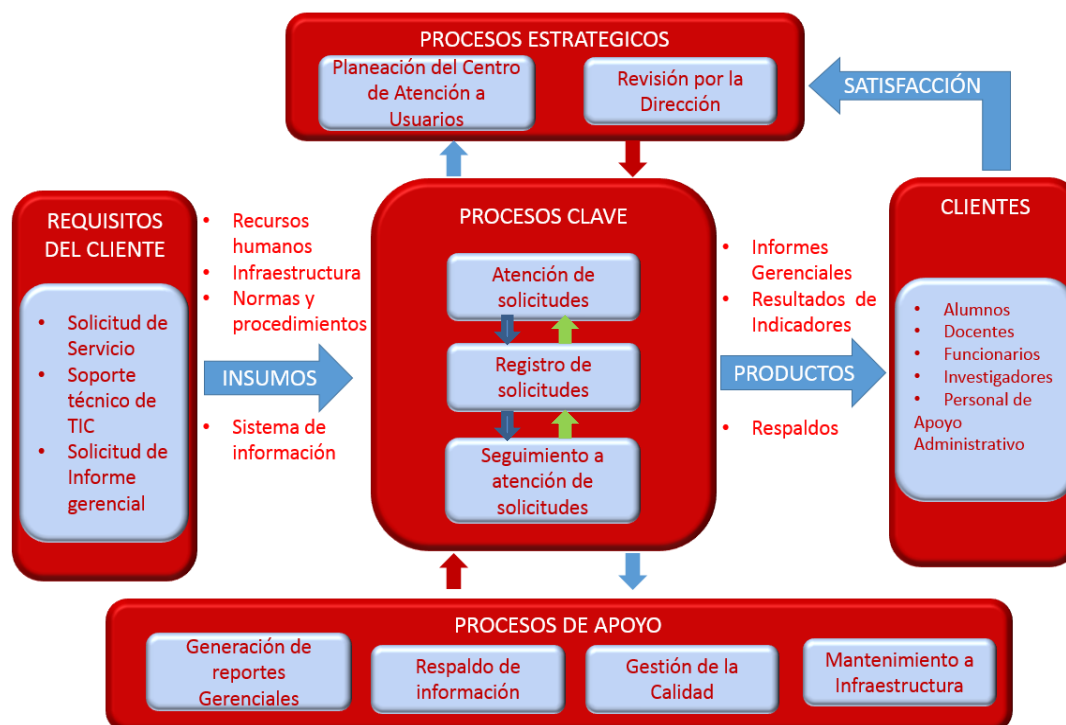 PROCESOS ESTRATEGICOS
Planeación del Centro
de Atención a
Usuarios
Revisión por la
Dirección
SATISFACCIÓN
REQUISITOS
DEL CLIENTE
• Solicitud de
Servicio
• Soporte
técnico de
TIC
• Solicitud de
Informe
gerencial
• Recursos
humanos
• Infraestructura
• Normas y
procedimientos
INSUMOS
• Sistema de
información
PROCESOS CLAVE
Atención de
solicitudes
Registro de
solicitudes
Seguimiento a
atención de
solicitudes
• Informes
Gerenciales
• Resultados de
Indicadores
PRODUCTOS
• Respaldos
CLIENTES
• Alumnos
• Docentes
• Funcionarios
• Investigadores
• Personal de
Apoyo
Administrativo
PROCESOS DE APOYO
Generación de
reportes
Gerenciales
Respaldo de
información
Gestión de la
Calidad
Mantenimiento a
Infraestructura